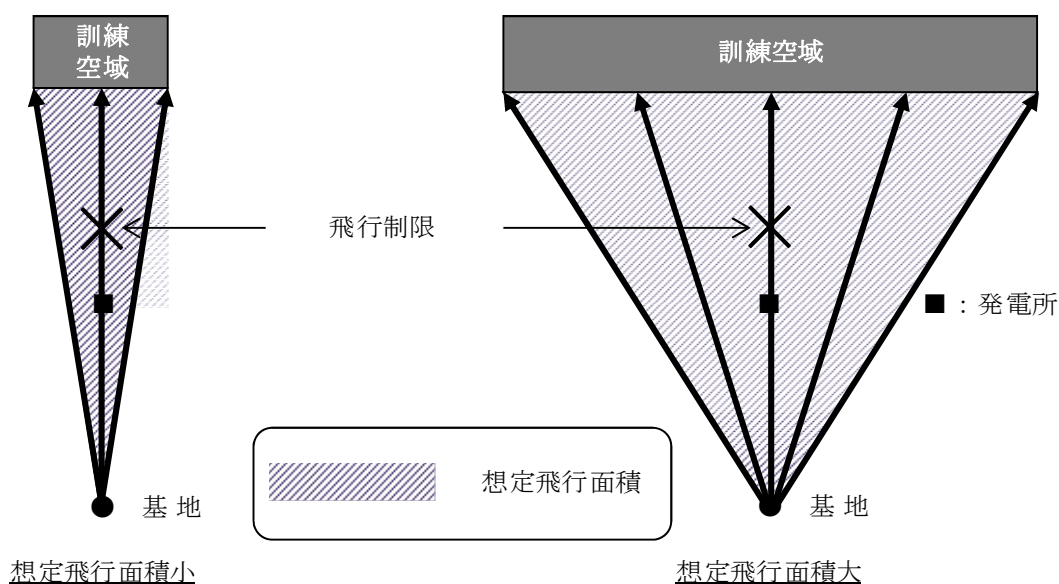 訓練
空域
訓練空域
飛行制限
■：発電所
想定飛行面積
基 地
基 地
想定飛行面積小
想定飛行面積大